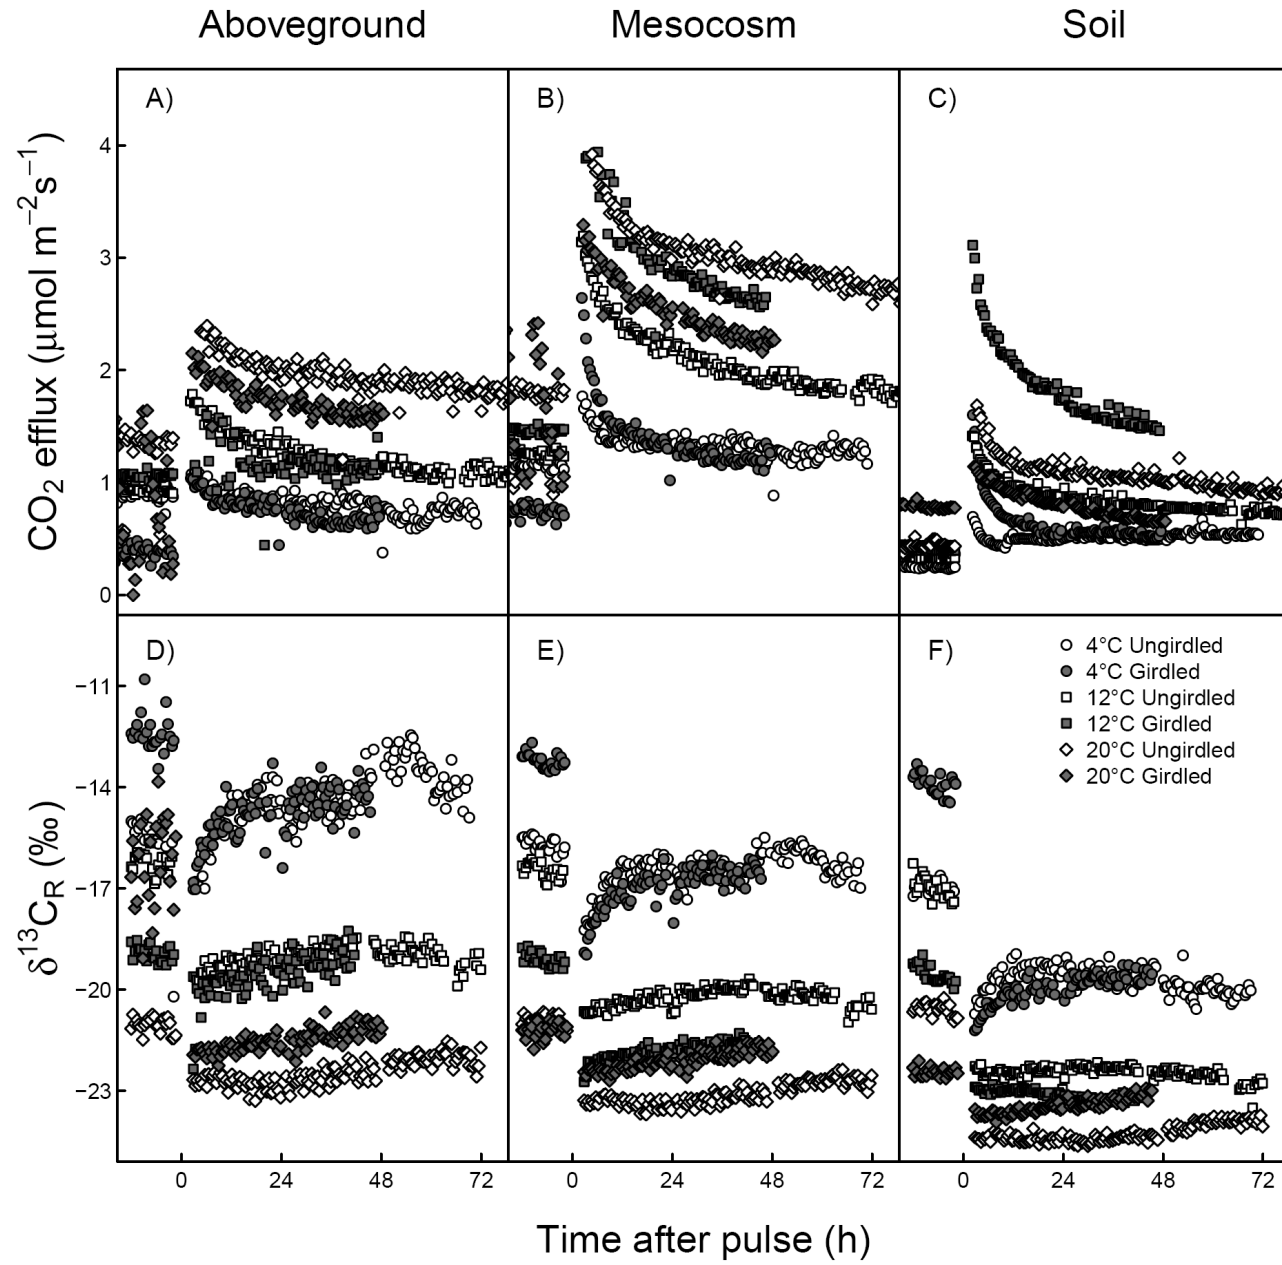 Aboveground
Mesocosm
Soil
CO2 efflux (μmol m−2s−1)
A)
B)
C)
4
3
2
1
0
δ13CR (‰)
D)
E)
F)
4°C Ungirdled
4°C Girdled
12°C Ungirdled
12°C Girdled
20°C Ungirdled
20°C Girdled
−11
−14
−17
−20
−23
0 24 48 72
0 24 48 72
0 24 48 72
Time after pulse (h)